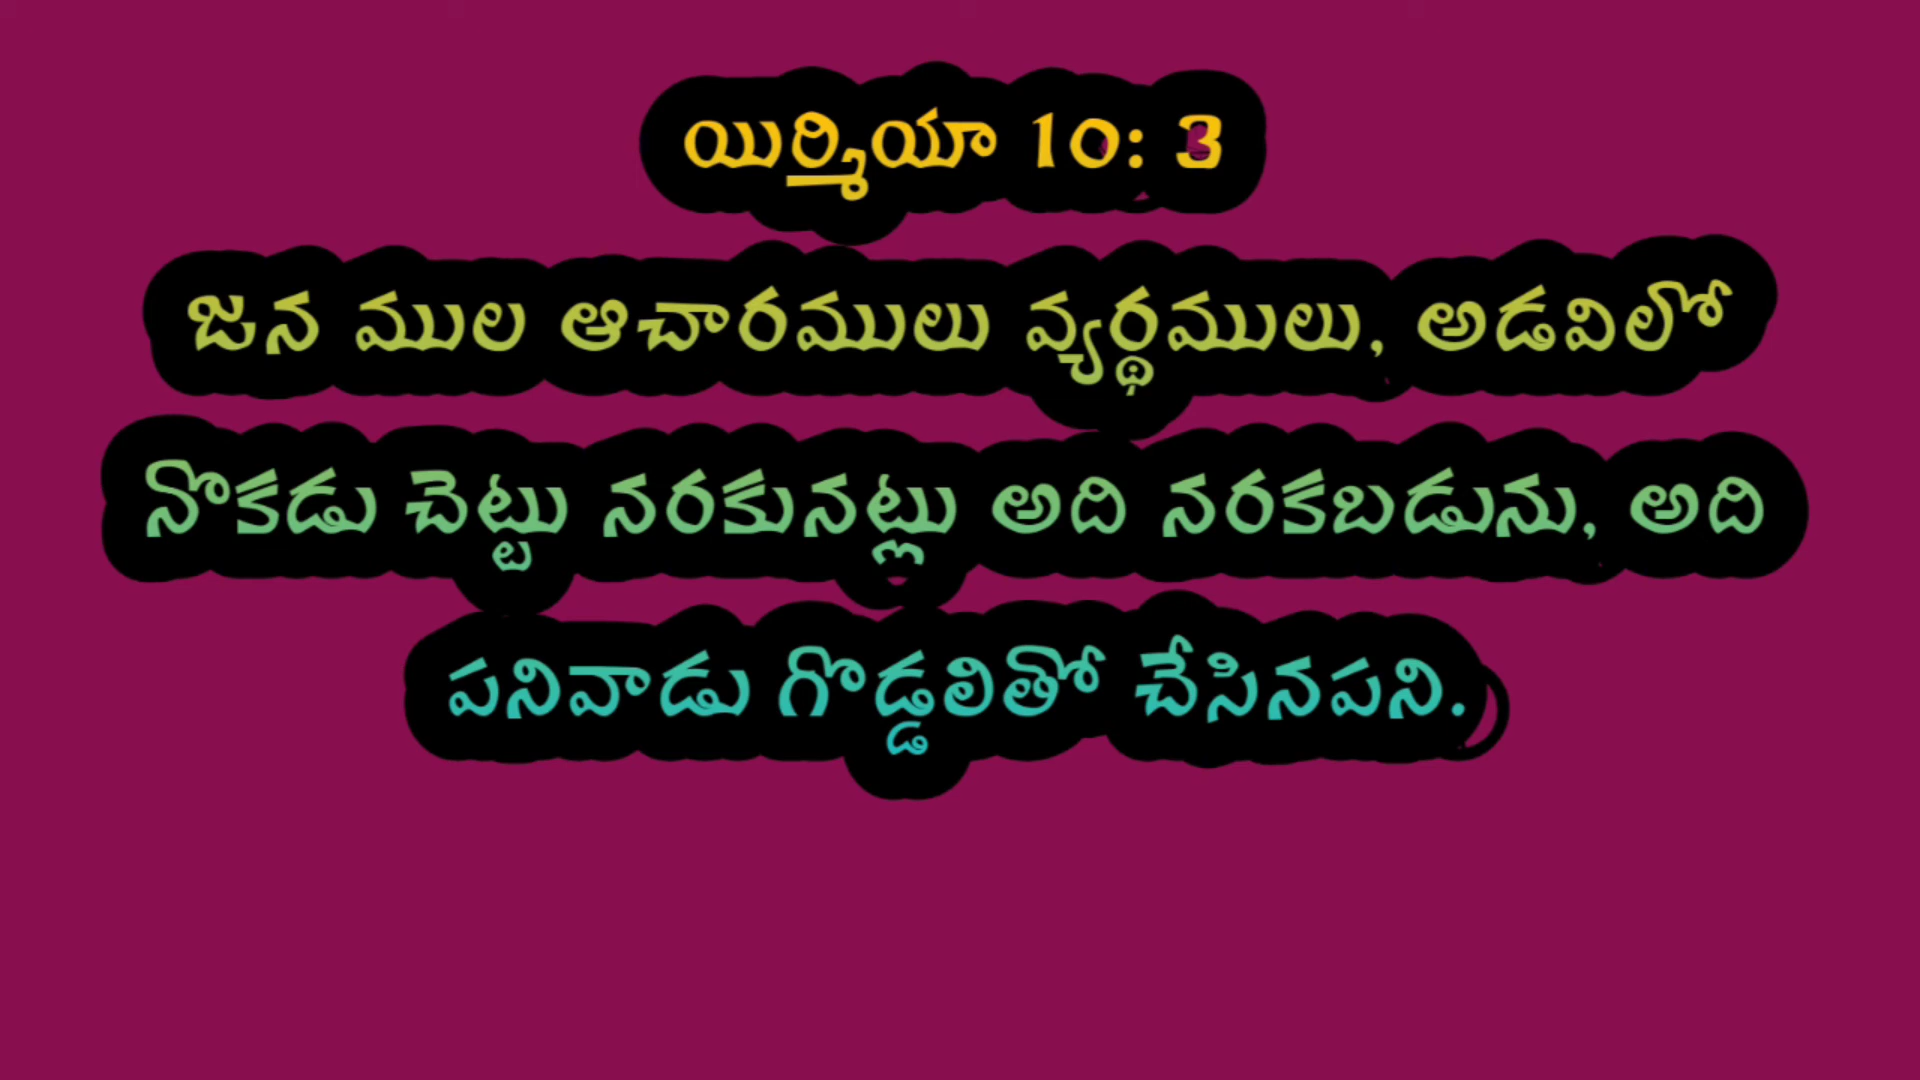 యిర్మియా 10: 3
జన ముల ఆచారములు వ్యర్థములు, అడవిలో
నొకడు చెట్టు నరకునట్లు అది నరకబడును, అది
పనివాడు గొడ్డలితో చేసినపని.